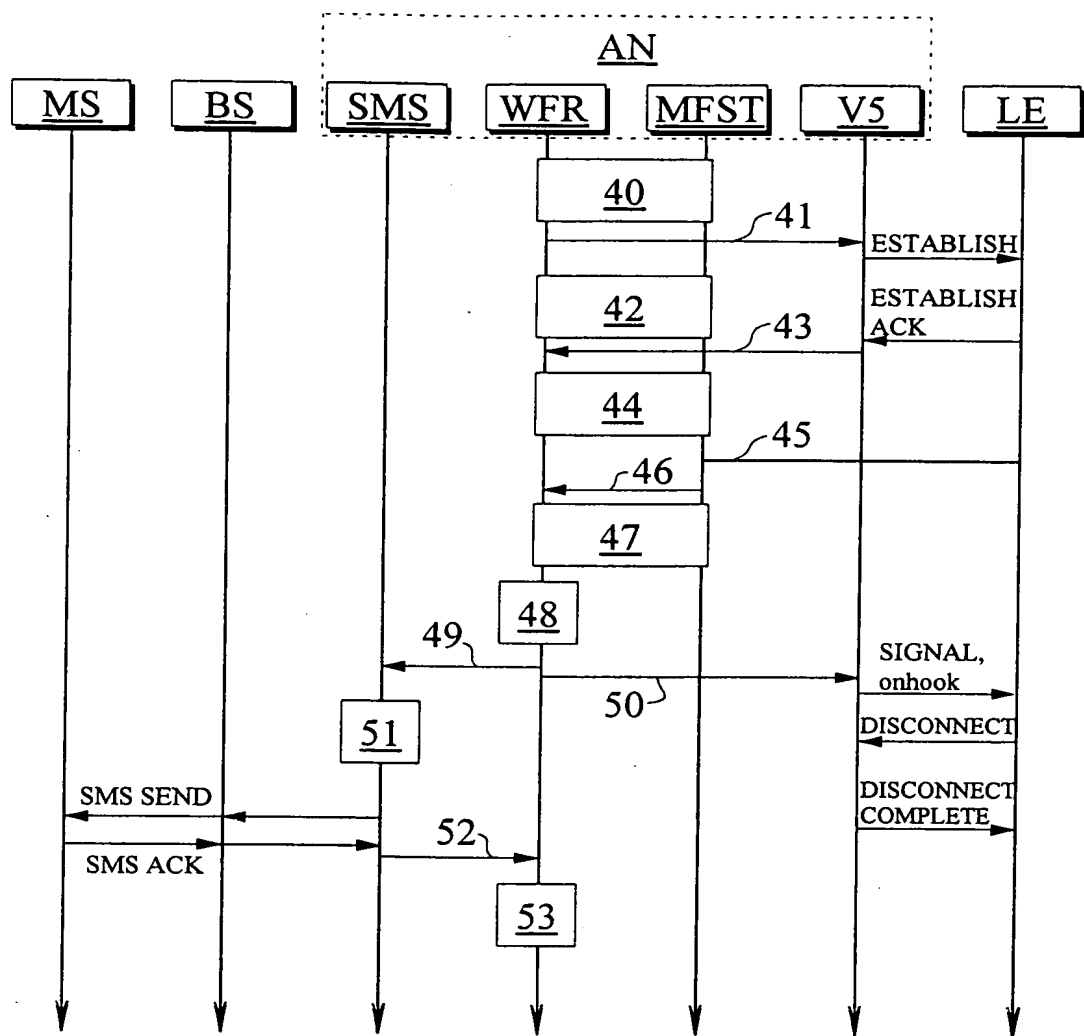 AN
MS
BS
SMS
WFR
MFST
V5
LE
40
41
ESTABLISH
42
ESTABLISH
ACK
43
44
45
46
47
48
49
50
SIGNAL,
onhook
51
DISCONNECT
SMS SEND
DISCONNECT
COMPLETE
SMS ACK
52
53